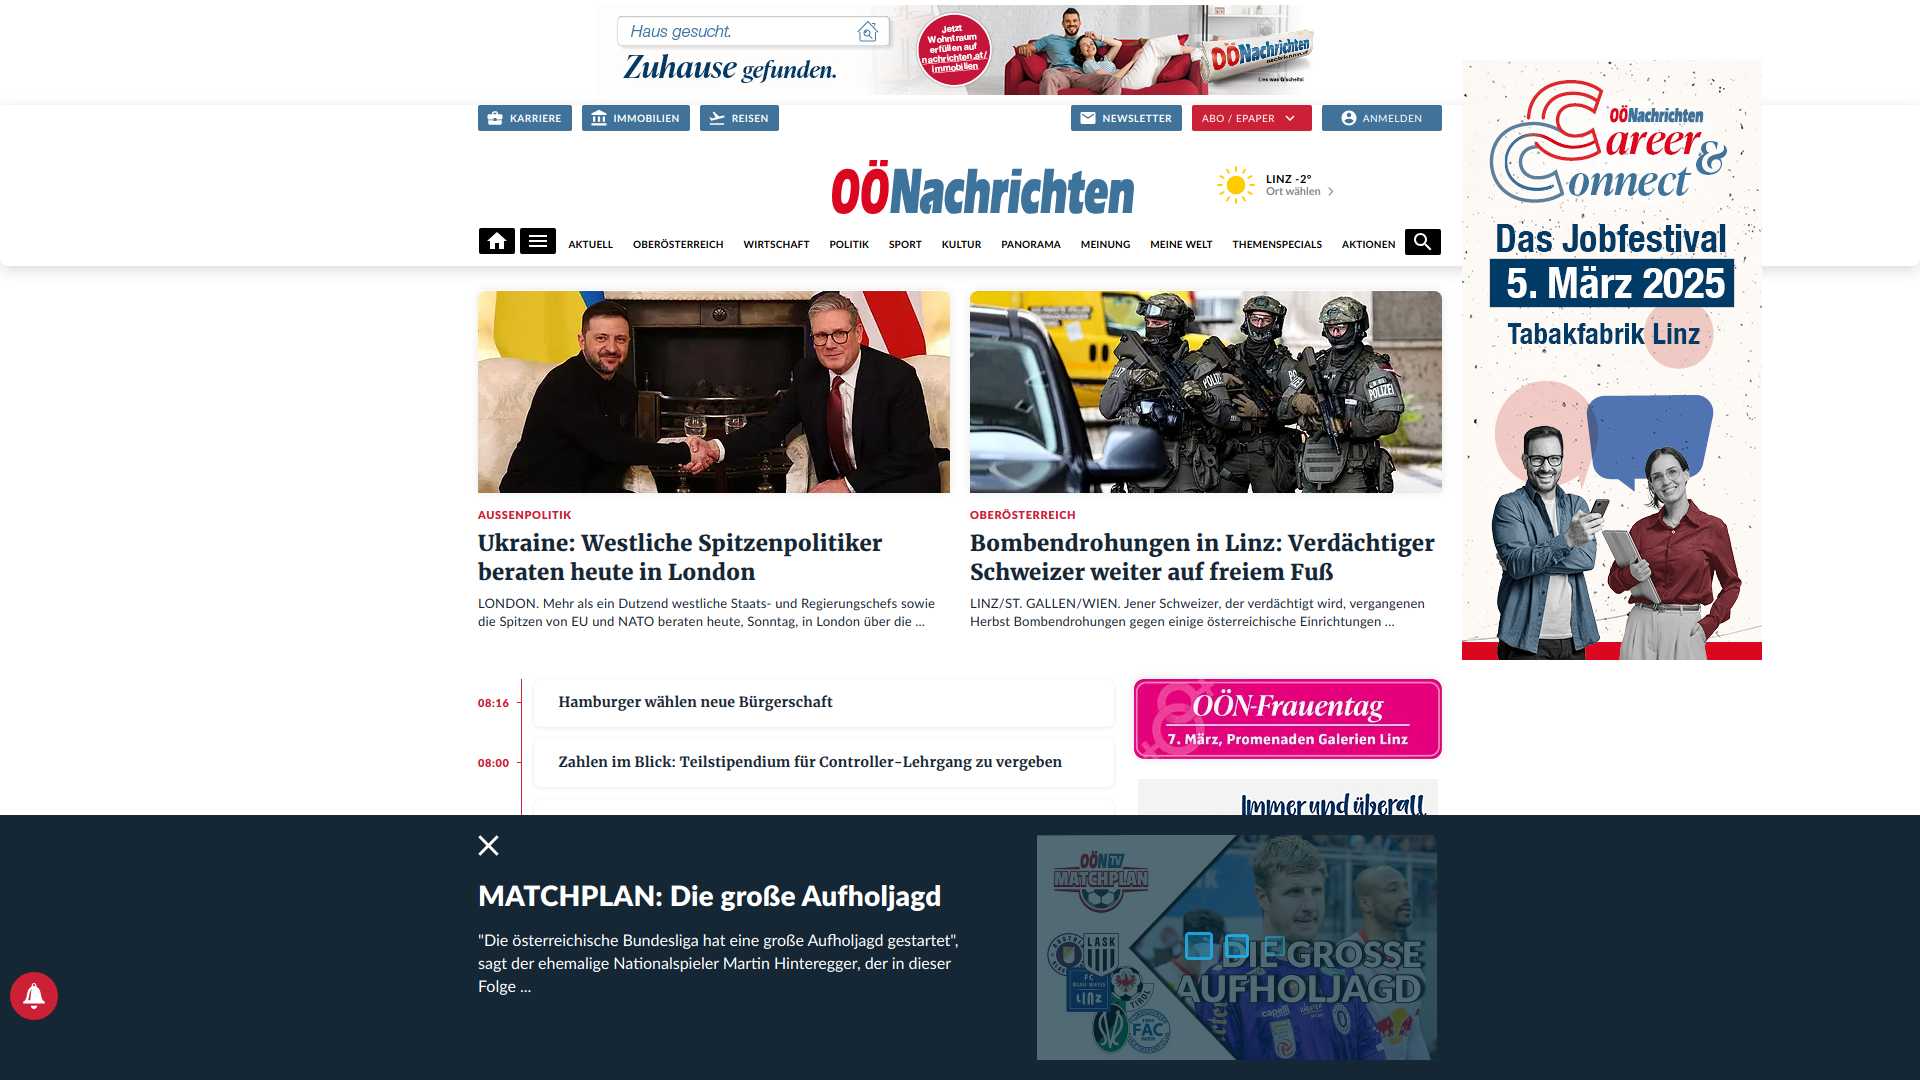 Haus gesucht.
Zuhause gefunden.
Jetzt
Wohntraum
erfüllen auf
nachrichten.at/
immobilien
OÖNachrichten
KARRIERE
IMMOBILIEN
REISEN
NEWSLETTER
ABO / EPAPER
ANMELDEN
OÖNachrichten
LINZ -2°
Ort wählen
AKTUELL
OBERÖSTERREICH
WIRTSCHAFT
POLITIK
SPORT
KULTUR
PANORAMA
MEINUNG
MEINE WELT
THEMENSPECIALS
AKTIONEN
OÖNachrichten
Career &
Connect
Das Jobfestival
5. März 2025
Tabakfabrik Linz
POLIZEI
POLIZEI
AUSSENPOLITIK
Ukraine: Westliche Spitzenpolitiker
beraten heute in London
LONDON. Mehr als ein Dutzend westliche Staats- und Regierungschefs sowie
die Spitzen von EU und NATO beraten heute, Sonntag, in London über die ...
OBERÖSTERREICH
Bombendrohungen in Linz: Verdächtiger
Schweizer weiter auf freiem Fuß
LINZ/ST. GALLEN/WIEN. Jener Schweizer, der verdächtigt wird, vergangenen
Herbst Bombendrohungen gegen einige österreichische Einrichtungen ...
08:16
Hamburger wählen neue Bürgerschaft
08:00
Zahlen im Blick: Teilstipendium für Controller-Lehrgang zu vergeben
OÖN-Frauentag
7. März, Promenaden Galerien Linz
Immer und überall
MATCHPLAN: Die große Aufholjagd
"Die österreichische Bundesliga hat eine große Aufholjagd gestartet",
sagt der ehemalige Nationalspieler Martin Hinteregger, der in dieser
Folge ...
OÖN TV
MATCHPLAN
LASK
LINZ
TIROL
FAC
DIE GROSSE
AUFHOLJAGD